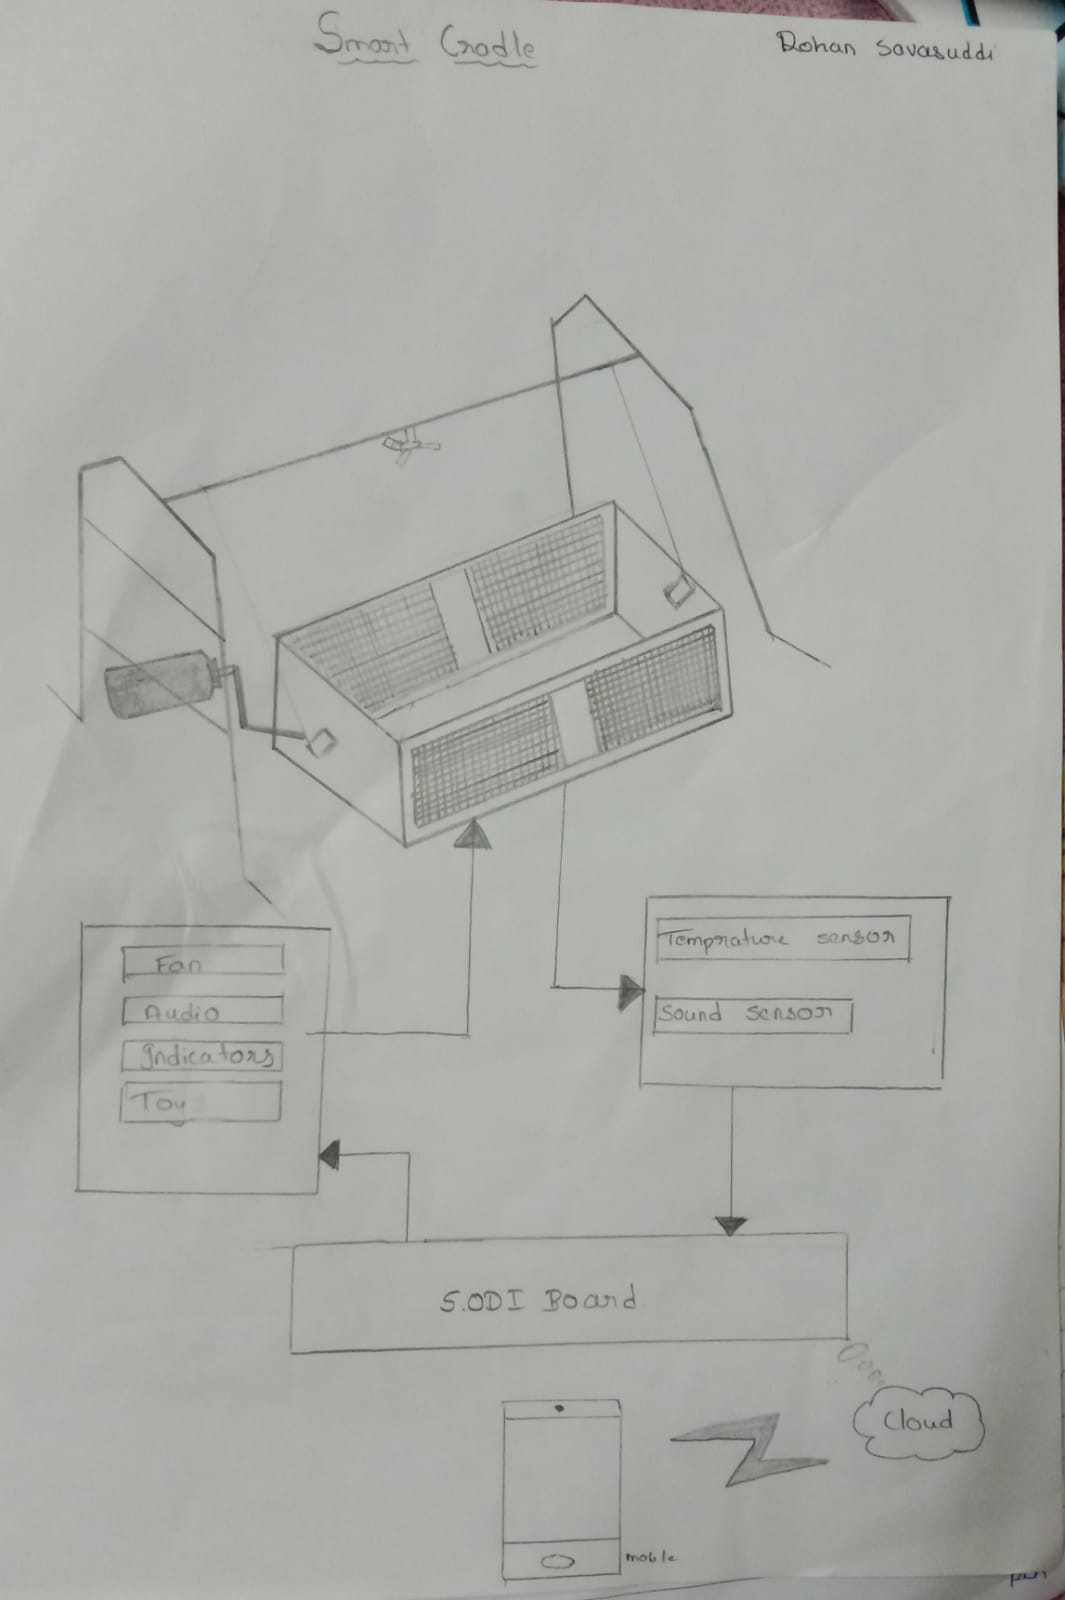 Smart Cradle
Rohan Savasuddi
Fan
Audio
Indicators
Toy
Temprature sensor
Sound sensor
S.ODI Board
Cloud
mobile